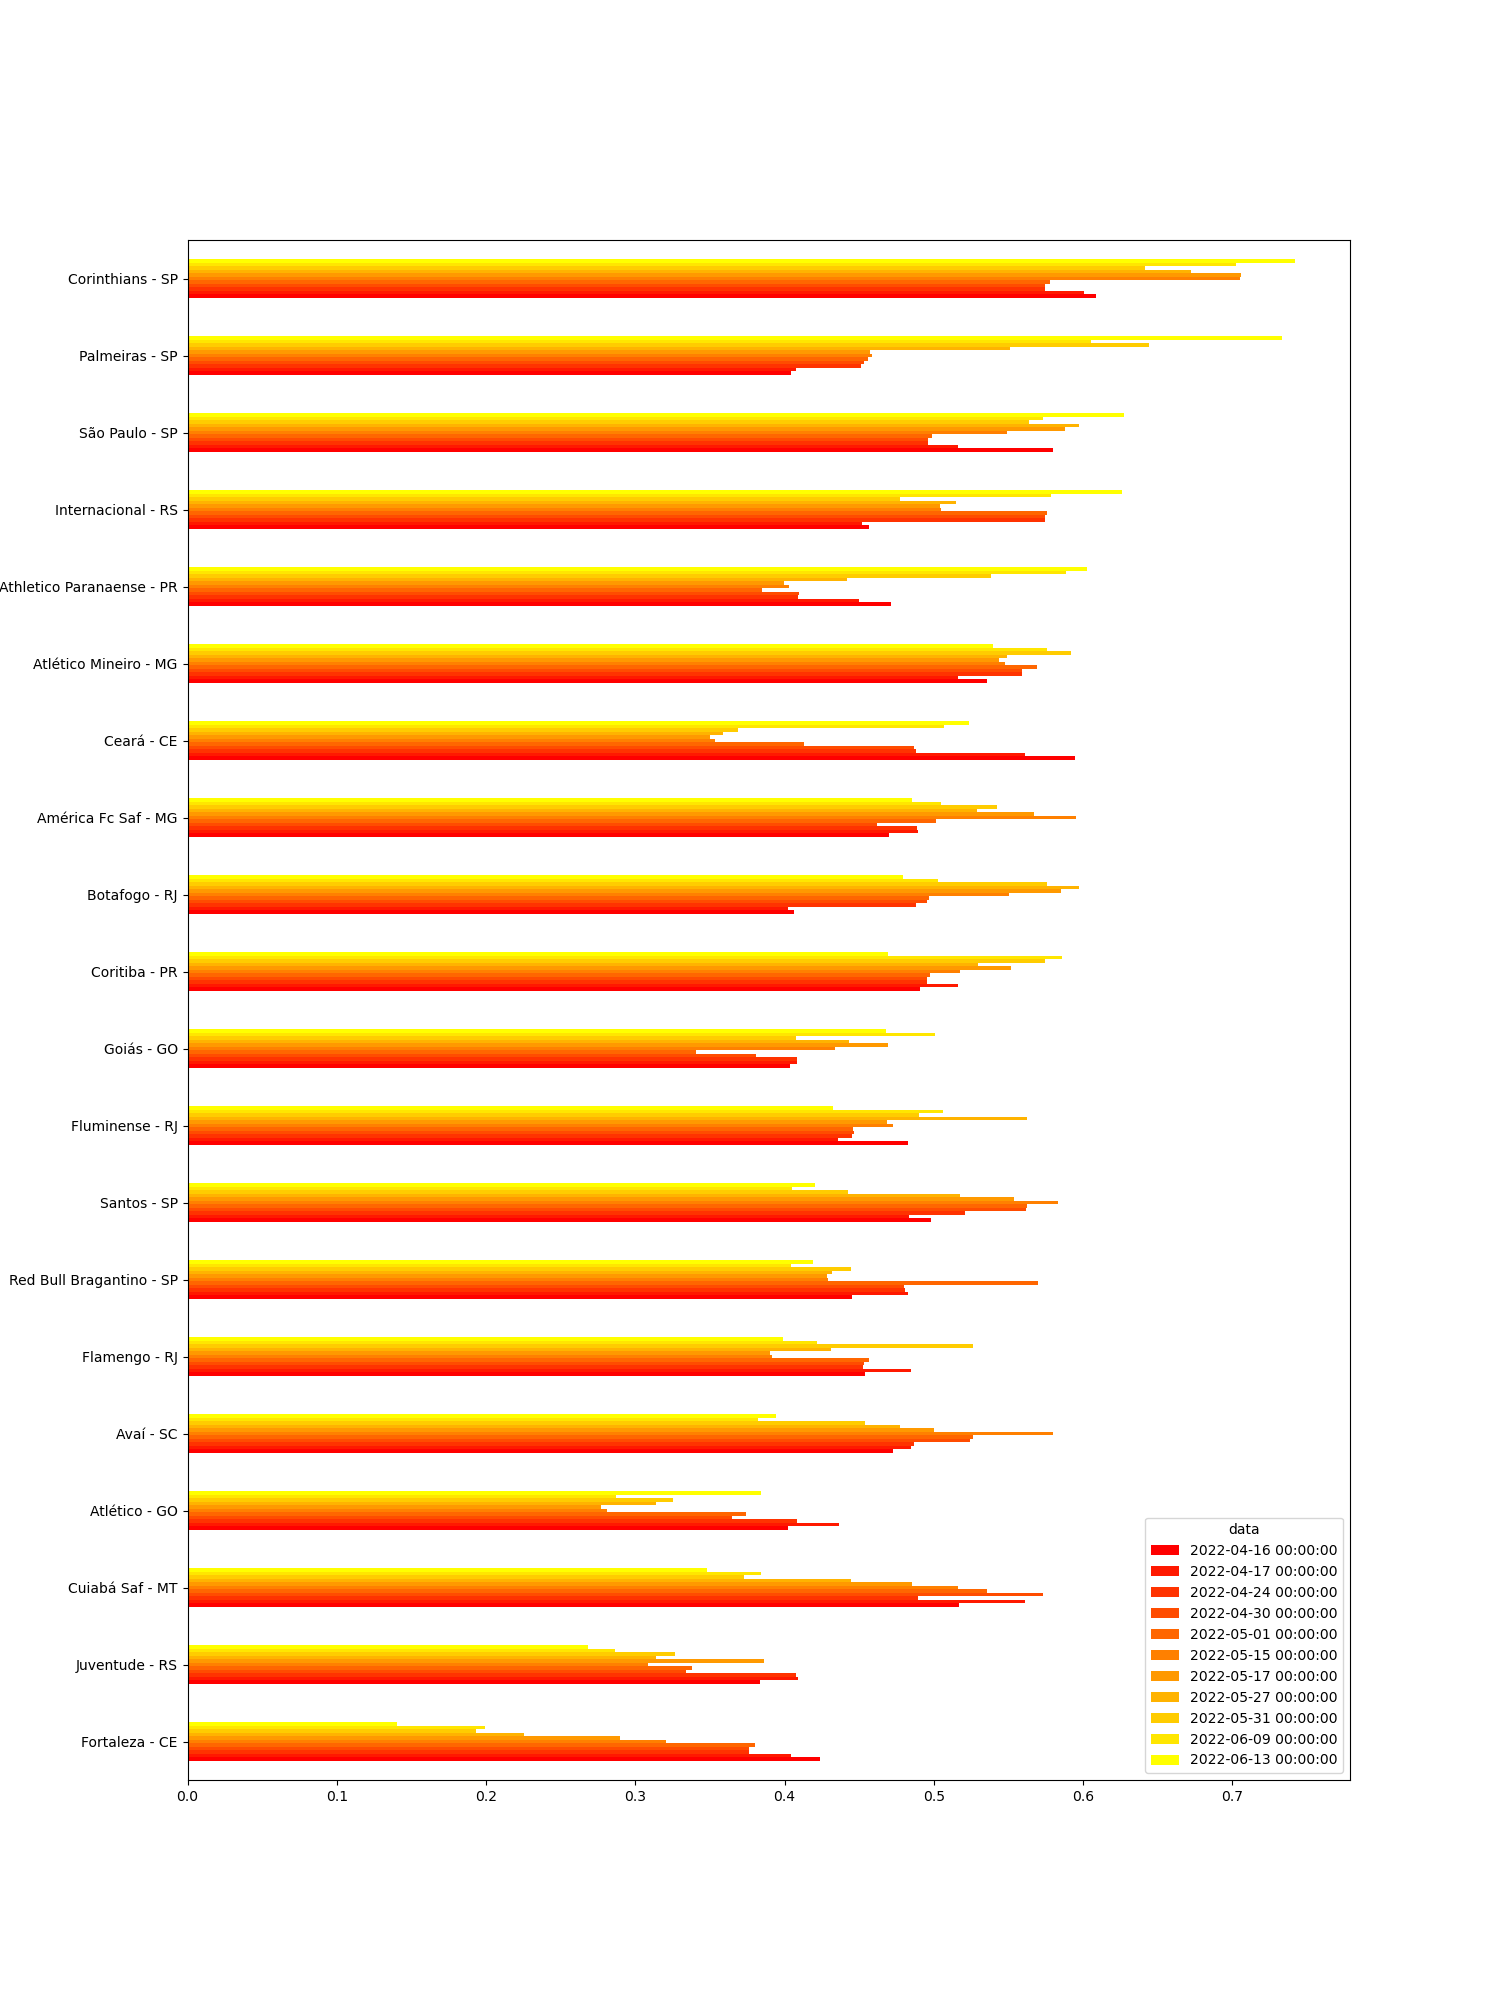 Corinthians - SP
Palmeiras - SP
São Paulo - SP
Internacional - RS
Athletico Paranaense - PR
Atlético Mineiro - MG
Ceará - CE
América Fc Saf - MG
Botafogo - RJ
Coritiba - PR
Goiás - GO
Fluminense - RJ
Santos - SP
Red Bull Bragantino - SP
Flamengo - RJ
Avaí - SC
Atlético - GO
Cuiabá Saf - MT
Juventude - RS
Fortaleza - CE
data
2022-04-16 00:00:00
2022-04-17 00:00:00
2022-04-24 00:00:00
2022-04-30 00:00:00
2022-05-01 00:00:00
2022-05-15 00:00:00
2022-05-17 00:00:00
2022-05-27 00:00:00
2022-05-31 00:00:00
2022-06-09 00:00:00
2022-06-13 00:00:00
0.0 0.1 0.2 0.3 0.4 0.5 0.6 0.7